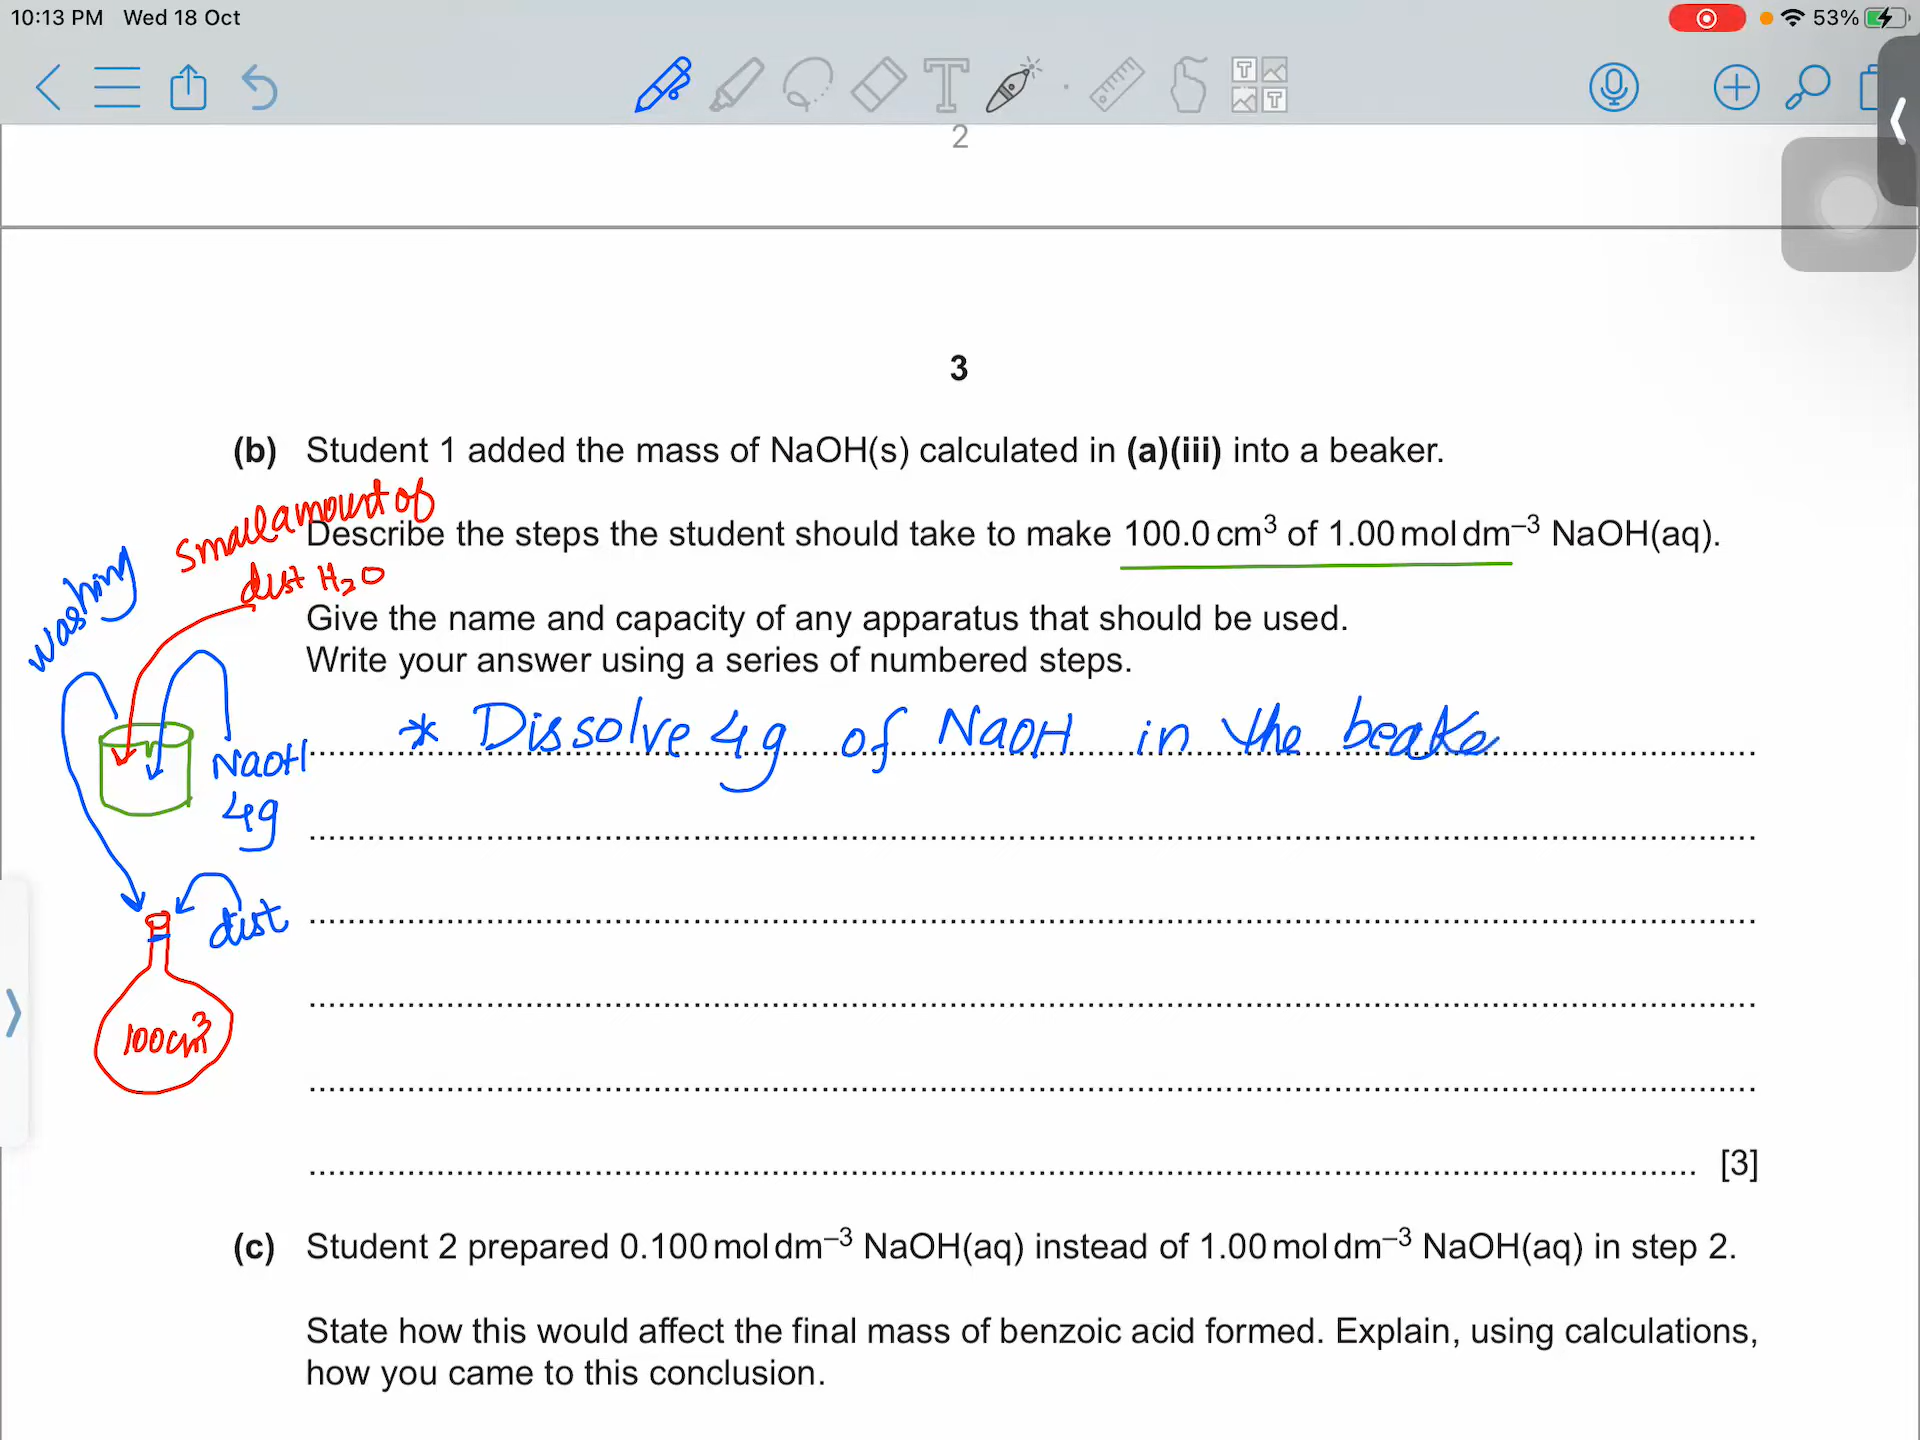 10:13 PM Wed 18 Oct
53%
2
3
(b) Student 1 added the mass of NaOH(s) calculated in (a)(iii) into a beaker.
small amount of
Describe the steps the student should take to make 100.0 cm³ of 1.00 mol dm⁻³ NaOH(aq).
dist H₂O
washing
Give the name and capacity of any apparatus that should be used.
Write your answer using a series of numbered steps.
* Dissolve 4g of NaOH in the beake
NaOH
4g
dist
100cm³
[3]
(c) Student 2 prepared 0.100 mol dm⁻³ NaOH(aq) instead of 1.00 mol dm⁻³ NaOH(aq) in step 2.
State how this would affect the final mass of benzoic acid formed. Explain, using calculations,
how you came to this conclusion.